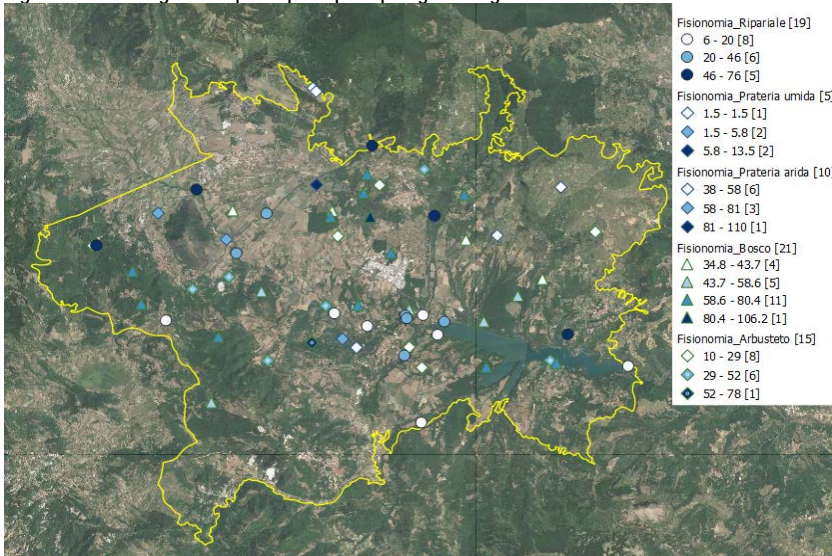 Fisionomia_Ripariale [19]
6 - 20 [8]
20 - 46 [6]
46 - 76 [5]
Fisionomia_Prateria umida [5]
1.5 - 1.5 [1]
1.5 - 5.8 [2]
5.8 - 13.5 [2]
Fisionomia_Prateria arida [10]
38 - 58 [6]
58 - 81 [3]
81 - 110 [1]
Fisionomia_Bosco [21]
34.8 - 43.7 [4]
43.7 - 58.6 [5]
58.6 - 80.4 [11]
80.4 - 106.2 [1]
Fisionomia_Arbusteto [15]
10 - 29 [8]
29 - 52 [6]
52 - 78 [1]